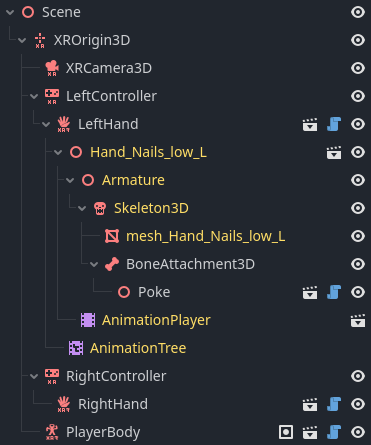 Scene
XROrigin3D
XRCamera3D
LeftController
LeftHand
Hand_Nails_low_L
Armature
Skeleton3D
mesh_Hand_Nails_low_L
BoneAttachment3D
Poke
AnimationPlayer
AnimationTree
RightController
RightHand
PlayerBody